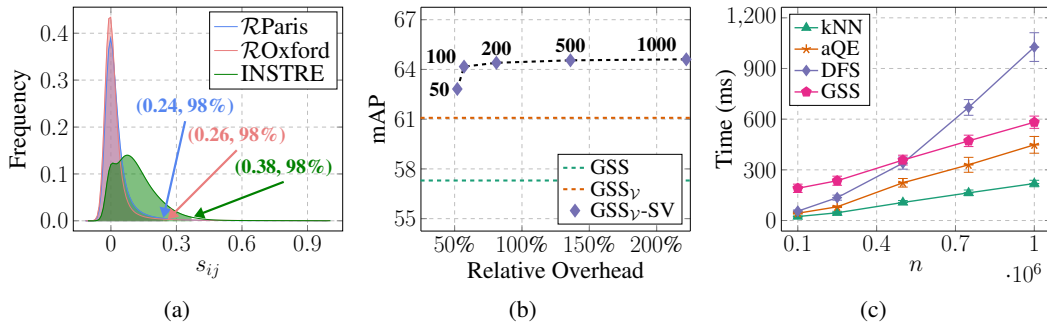 0.4
0.3
0.2
0.1
0.0
Frequency
ℛParis
ℛOxford
INSTRE
(0.24, 98%)
(0.26, 98%)
(0.38, 98%)
0 0.3 0.6 0.9
s_{ij}
(a)
67
64
61
58
55
mAP
50
100
200
500
1000
GSS
GSS_𝒱
GSS_𝒱-SV
50% 100% 150% 200%
Relative Overhead
(b)
1,200
900
600
300
0
Time (ms)
kNN
aQE
DFS
GSS
0.1 0.4 0.7 1
n
·10^6
(c)